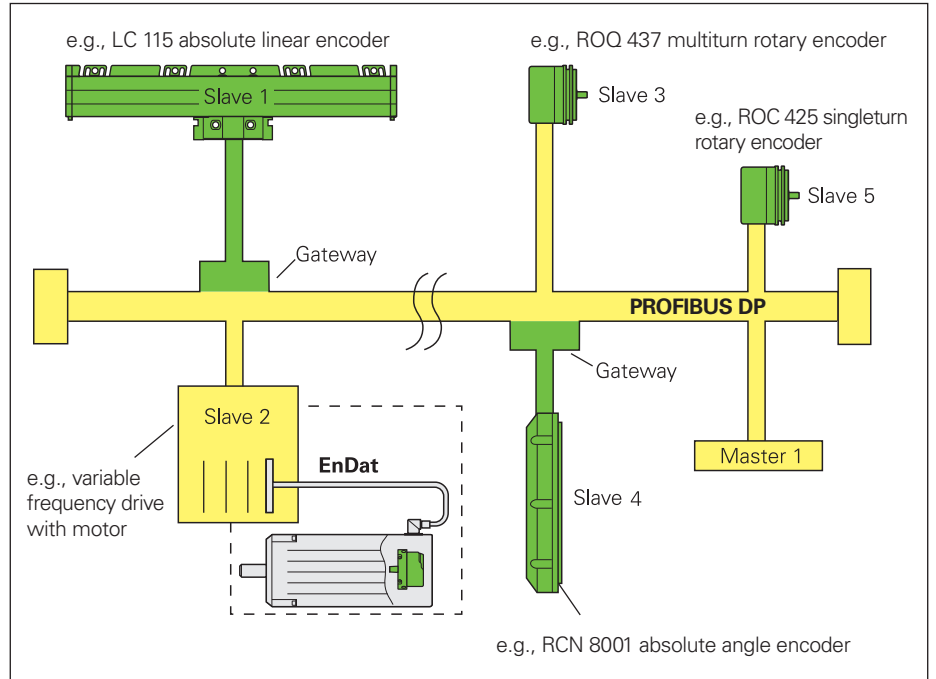 e.g., LC 115 absolute linear encoder
Slave 1
e.g., ROQ 437 multiturn rotary encoder
Slave 3
e.g., ROC 425 singleturn
rotary encoder
Slave 5
Gateway
PROFIBUS DP
Gateway
Slave 2
EnDat
e.g., variable
frequency drive
with motor
Slave 4
Master 1
e.g., RCN 8001 absolute angle encoder